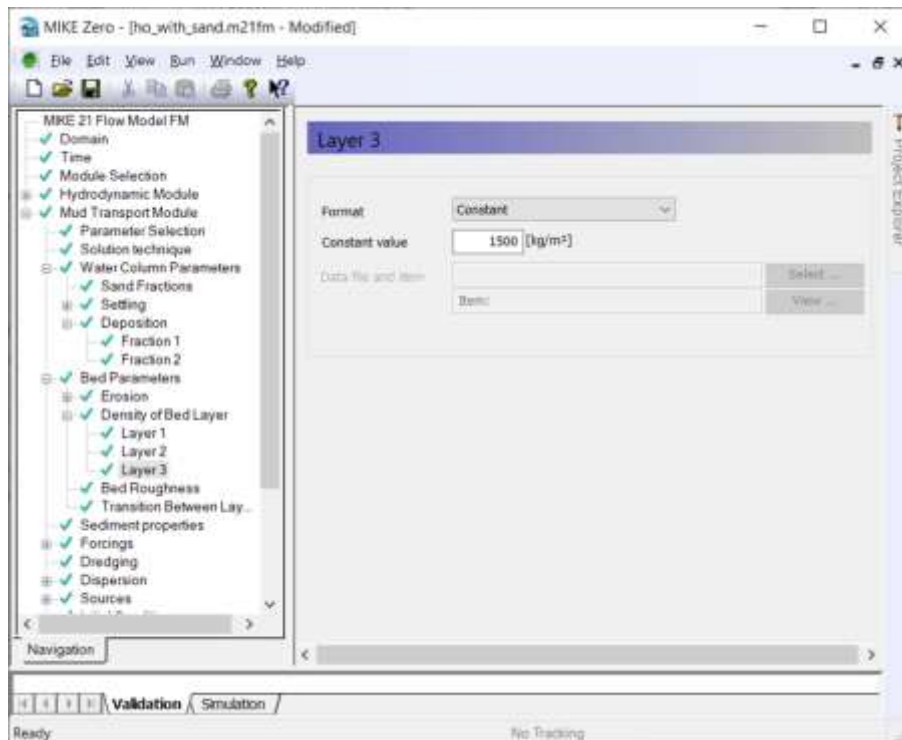 MIKE Zero - [ho_with_sand.m21fm - Modified]
File Edit View Run Window Help
MIKE 21 Flow Model FM
Domain
Time
Module Selection
Hydrodynamic Module
Mud Transport Module
Parameter Selection
Solution technique
Water Column Parameters
Sand Fractions
Settling
Deposition
Fraction 1
Fraction 2
Bed Parameters
Erosion
Density of Bed Layer
Layer 1
Layer 2
Layer 3
Bed Roughness
Transition Between Lay...
Sediment properties
Forcings
Dredging
Dispersion
Sources
Navigation
Layer 3
Format Constant
Constant value 1500 [kg/m³]
Data file and item Select ...
Item: View ...
Project Explorer
Validation Simulation
Ready No Tracking